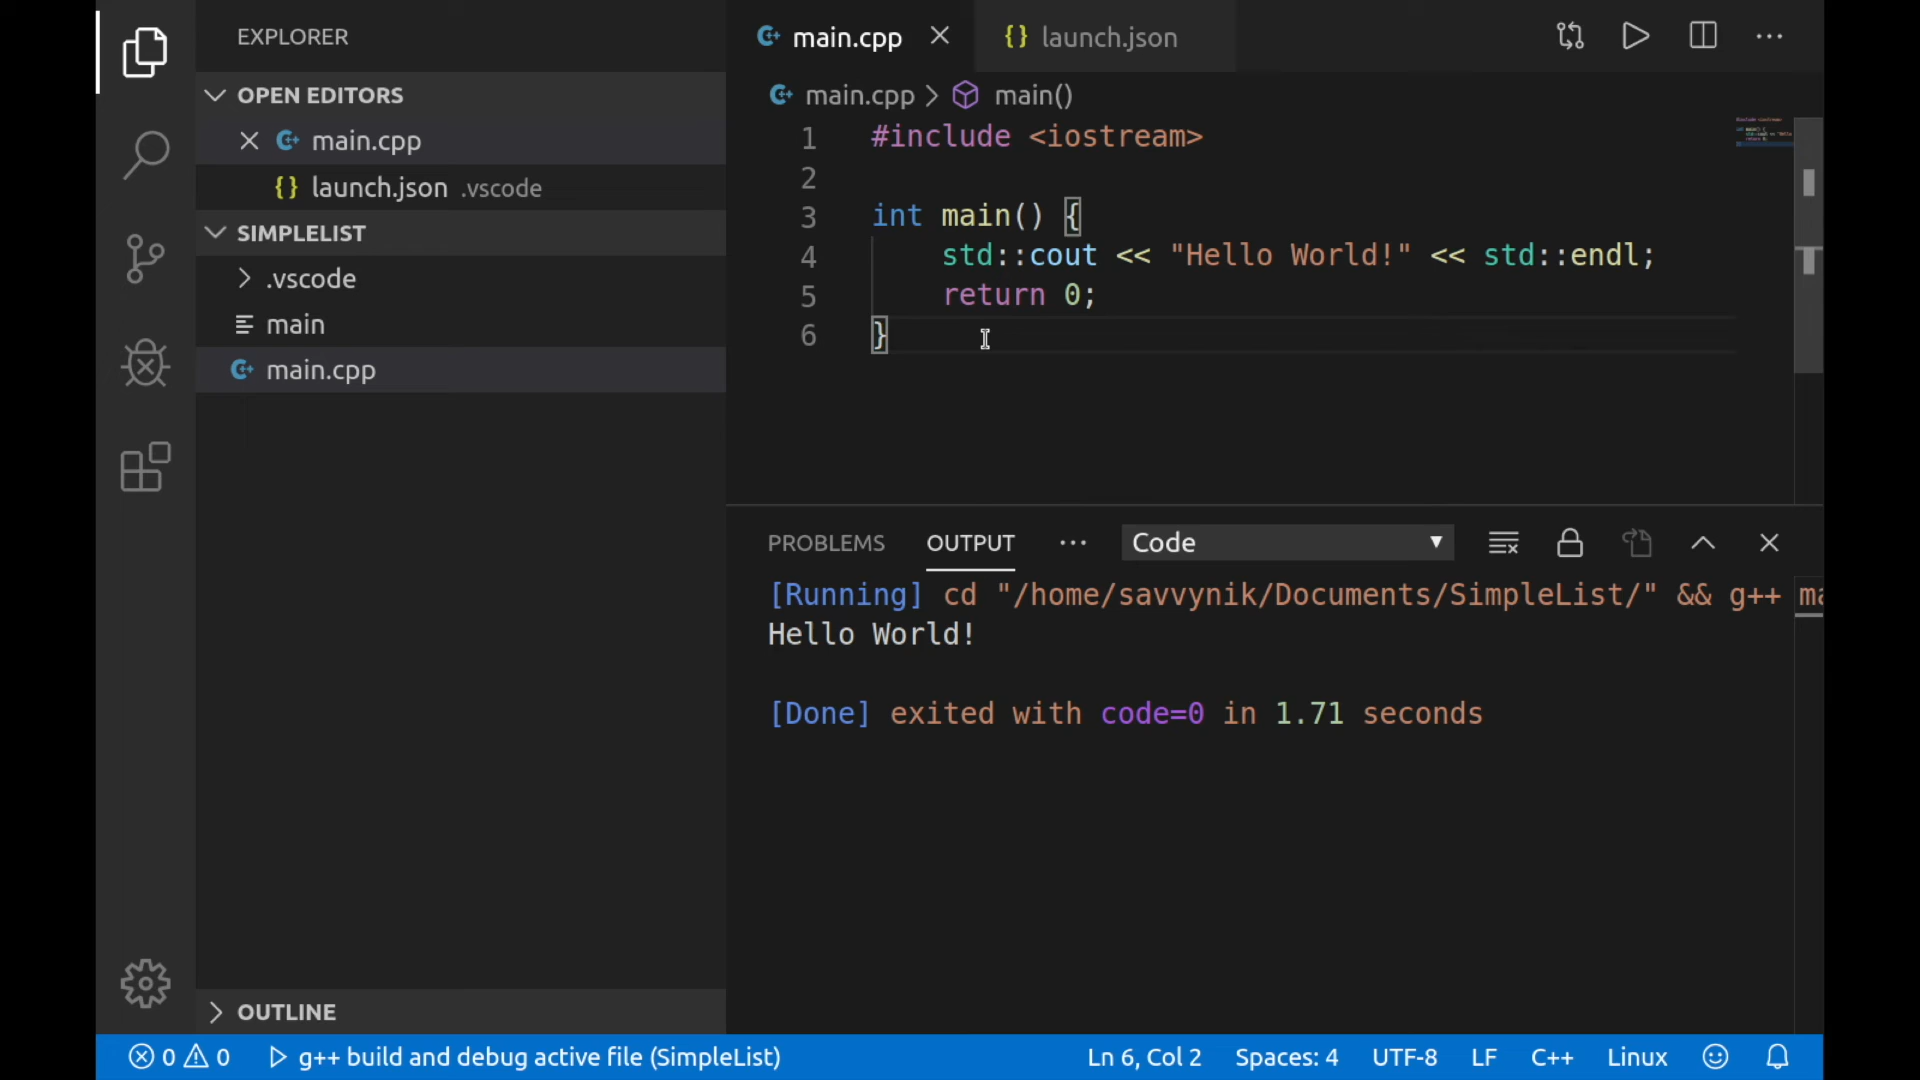 EXPLORER
OPEN EDITORS
main.cpp
launch.json .vscode
SIMPLELIST
.vscode
main
main.cpp
OUTLINE
main.cpp
{} launch.json
main.cpp > main()
1 #include <iostream>
2
3 int main() {
4 std::cout << "Hello World!" << std::endl;
5 return 0;
6 }
PROBLEMS OUTPUT ··· Code
[Running] cd "/home/savvynik/Documents/SimpleList/" && g++ ma
Hello World!
[Done] exited with code=0 in 1.71 seconds
0 0 g++ build and debug active file (SimpleList) Ln 6, Col 2 Spaces: 4 UTF-8 LF C++ Linux